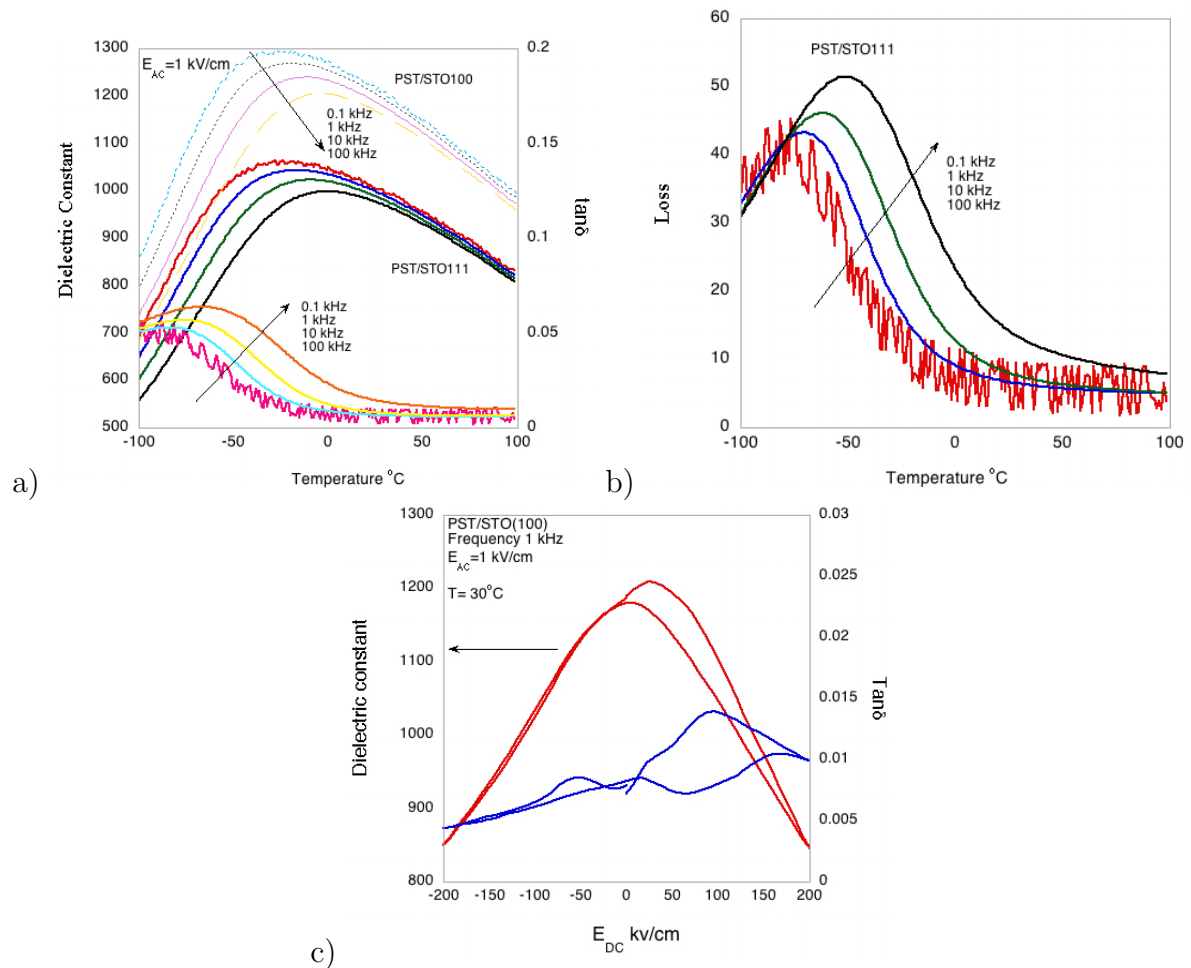 a)
Dielectric Constant
1300
1200
1100
1000
900
800
700
600
500
E_AC=1 kV/cm
PST/STO100
0.1 kHz
1 kHz
10 kHz
100 kHz
PST/STO111
0.1 kHz
1 kHz
10 kHz
100 kHz
0.2
0.15
0.1
0.05
0
tanδ
-100 -50 0 50 100
Temperature °C
b)
Loss
60
50
40
30
20
10
0
PST/STO111
0.1 kHz
1 kHz
10 kHz
100 kHz
-100 -50 0 50 100
Temperature °C
c)
Dielectric constant
1300
1200
1100
1000
900
800
PST/STO(100)
Frequency 1 kHz
E_AC=1 kV/cm
T= 30°C
0.03
0.025
0.02
0.015
0.01
0.005
0
Tanδ
-200 -150 -100 -50 0 50 100 150 200
E_DC kv/cm